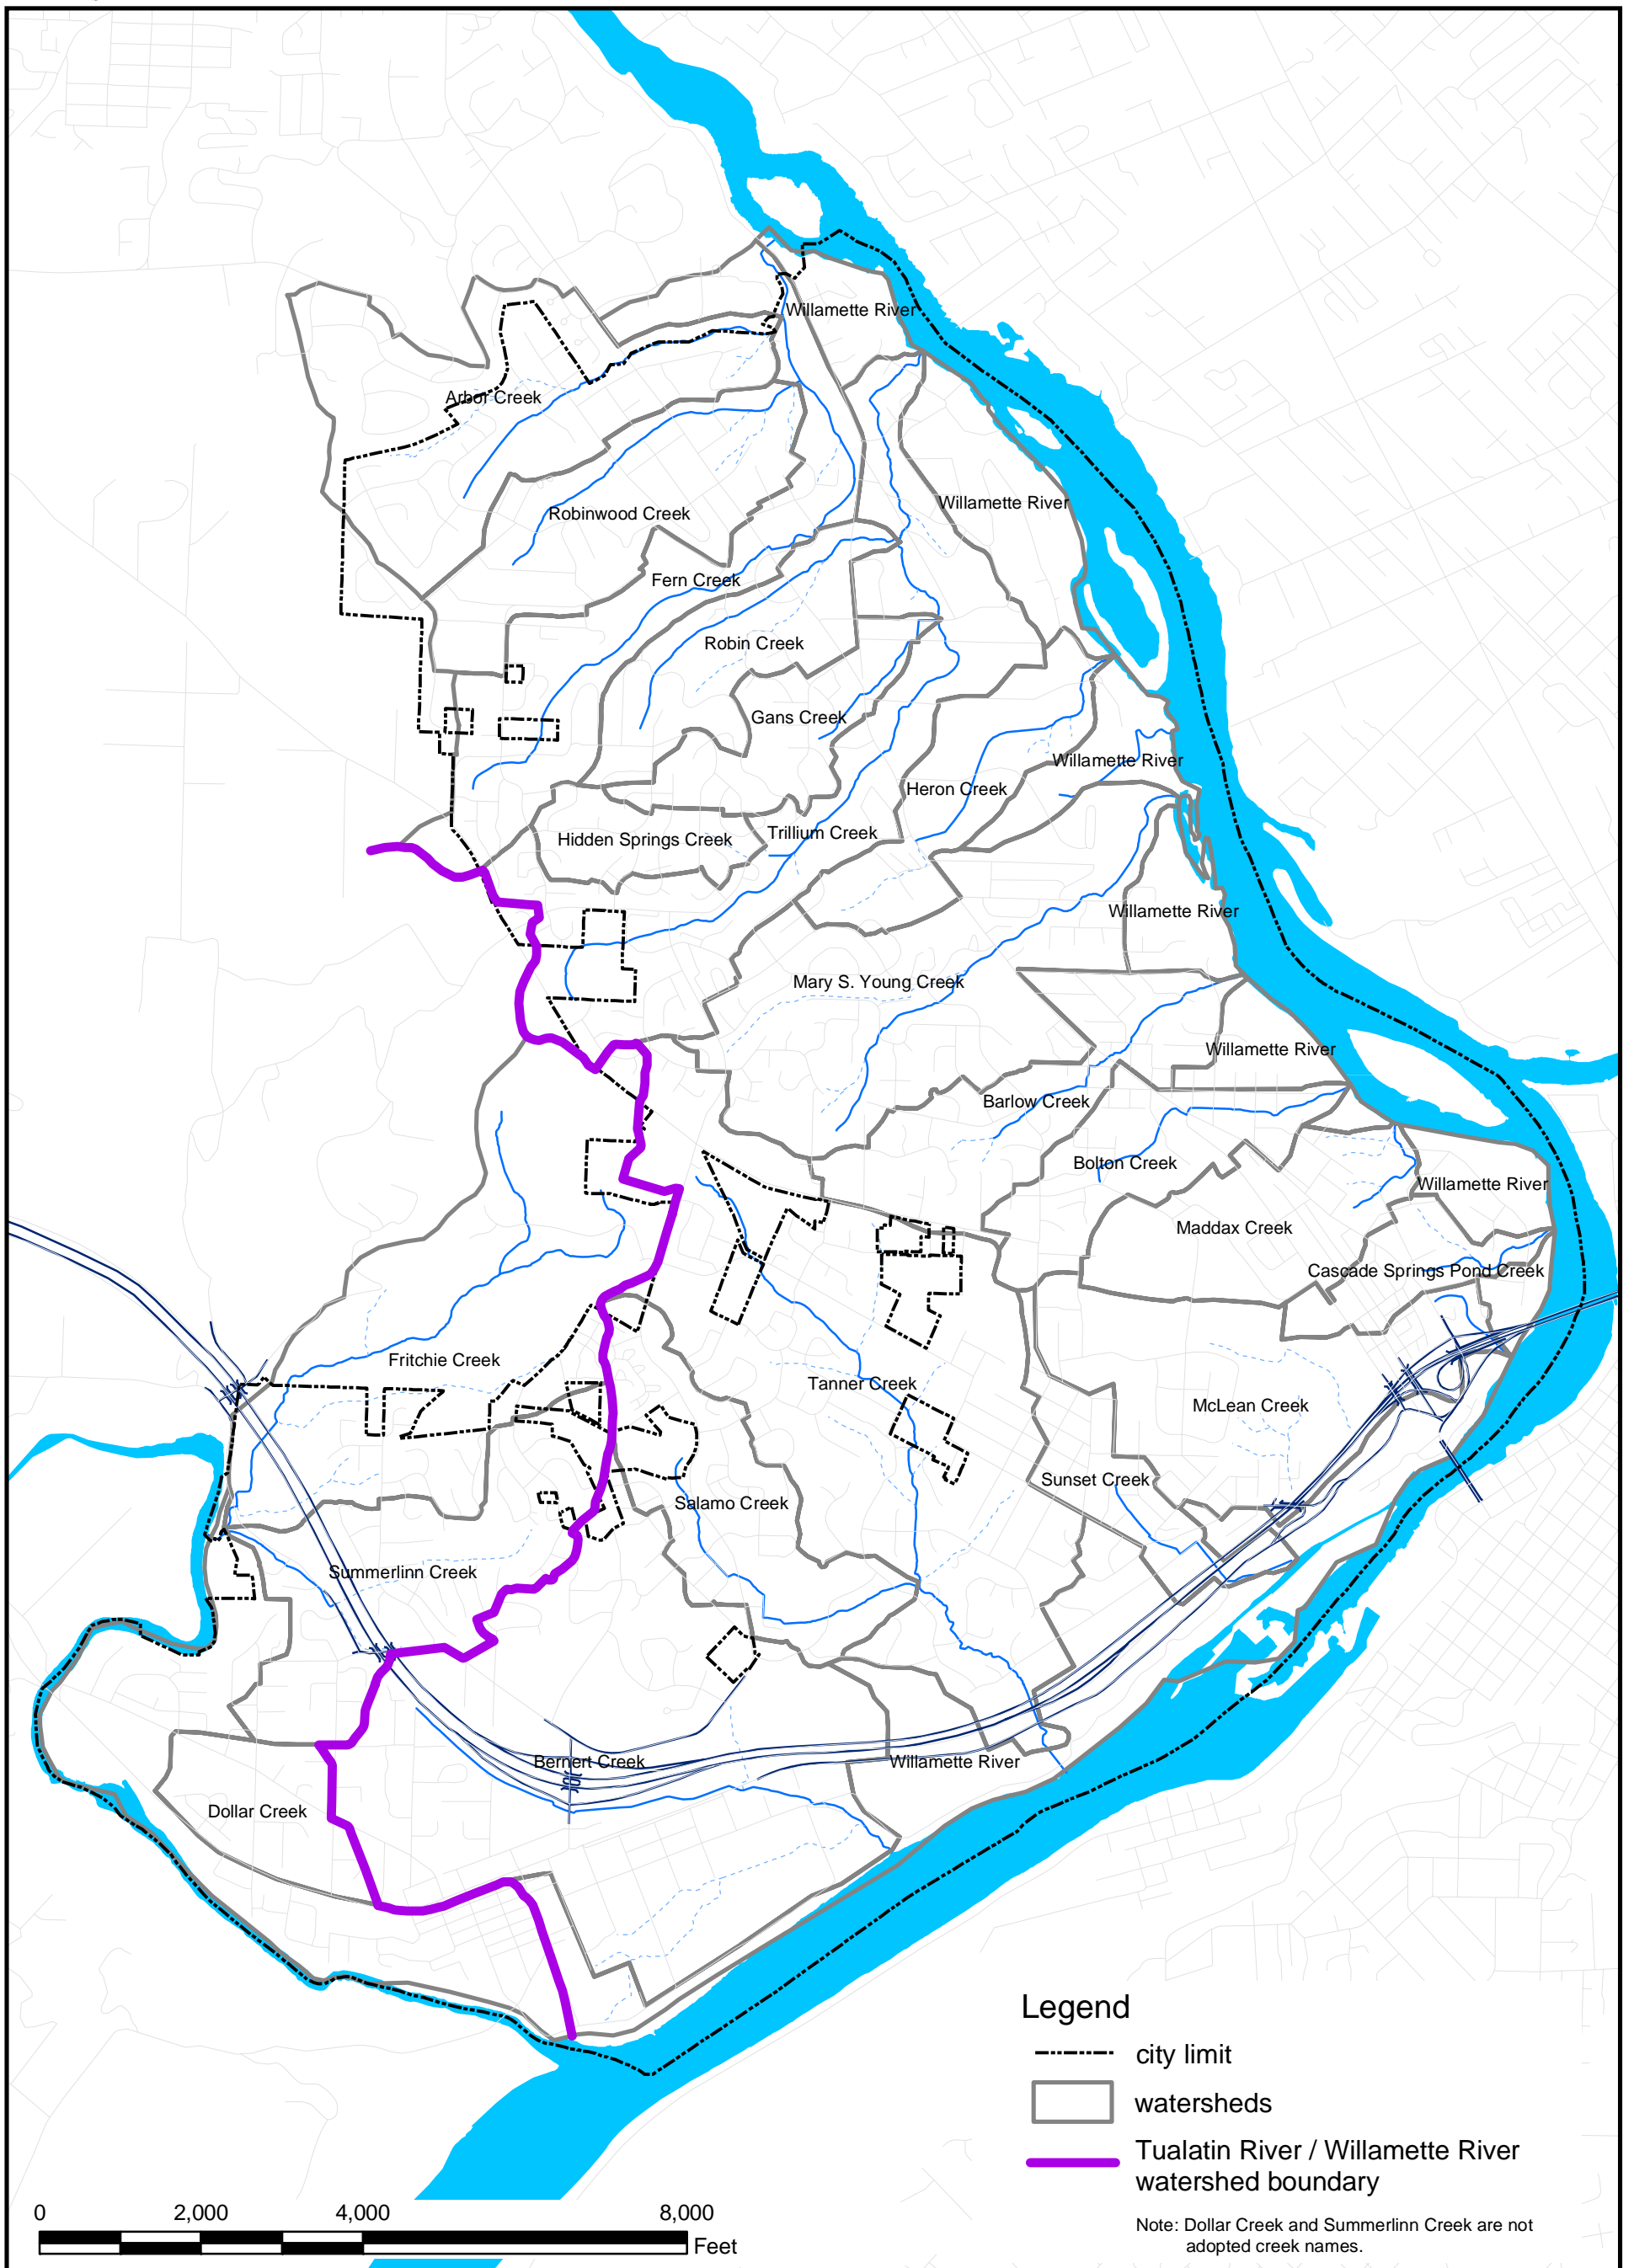 Willamette River
Arbor Creek
Willamette River
Robinwood Creek
Fern Creek
Robin Creek
Gans Creek
Willamette River
Heron Creek
Trillium Creek
Hidden Springs Creek
Willamette River
Mary S. Young Creek
Willamette River
Barlow Creek
Bolton Creek
Willamette River
Maddax Creek
Cascade Springs Pond Creek
Fritchie Creek
Tanner Creek
McLean Creek
Sunset Creek
Salamo Creek
Summerlinn Creek
Bernert Creek
Willamette River
Dollar Creek
Legend
city limit
watersheds
Tualatin River / Willamette River
watershed boundary
Note: Dollar Creek and Summerlinn Creek are not
adopted creek names.
0 2,000 4,000 8,000
Feet